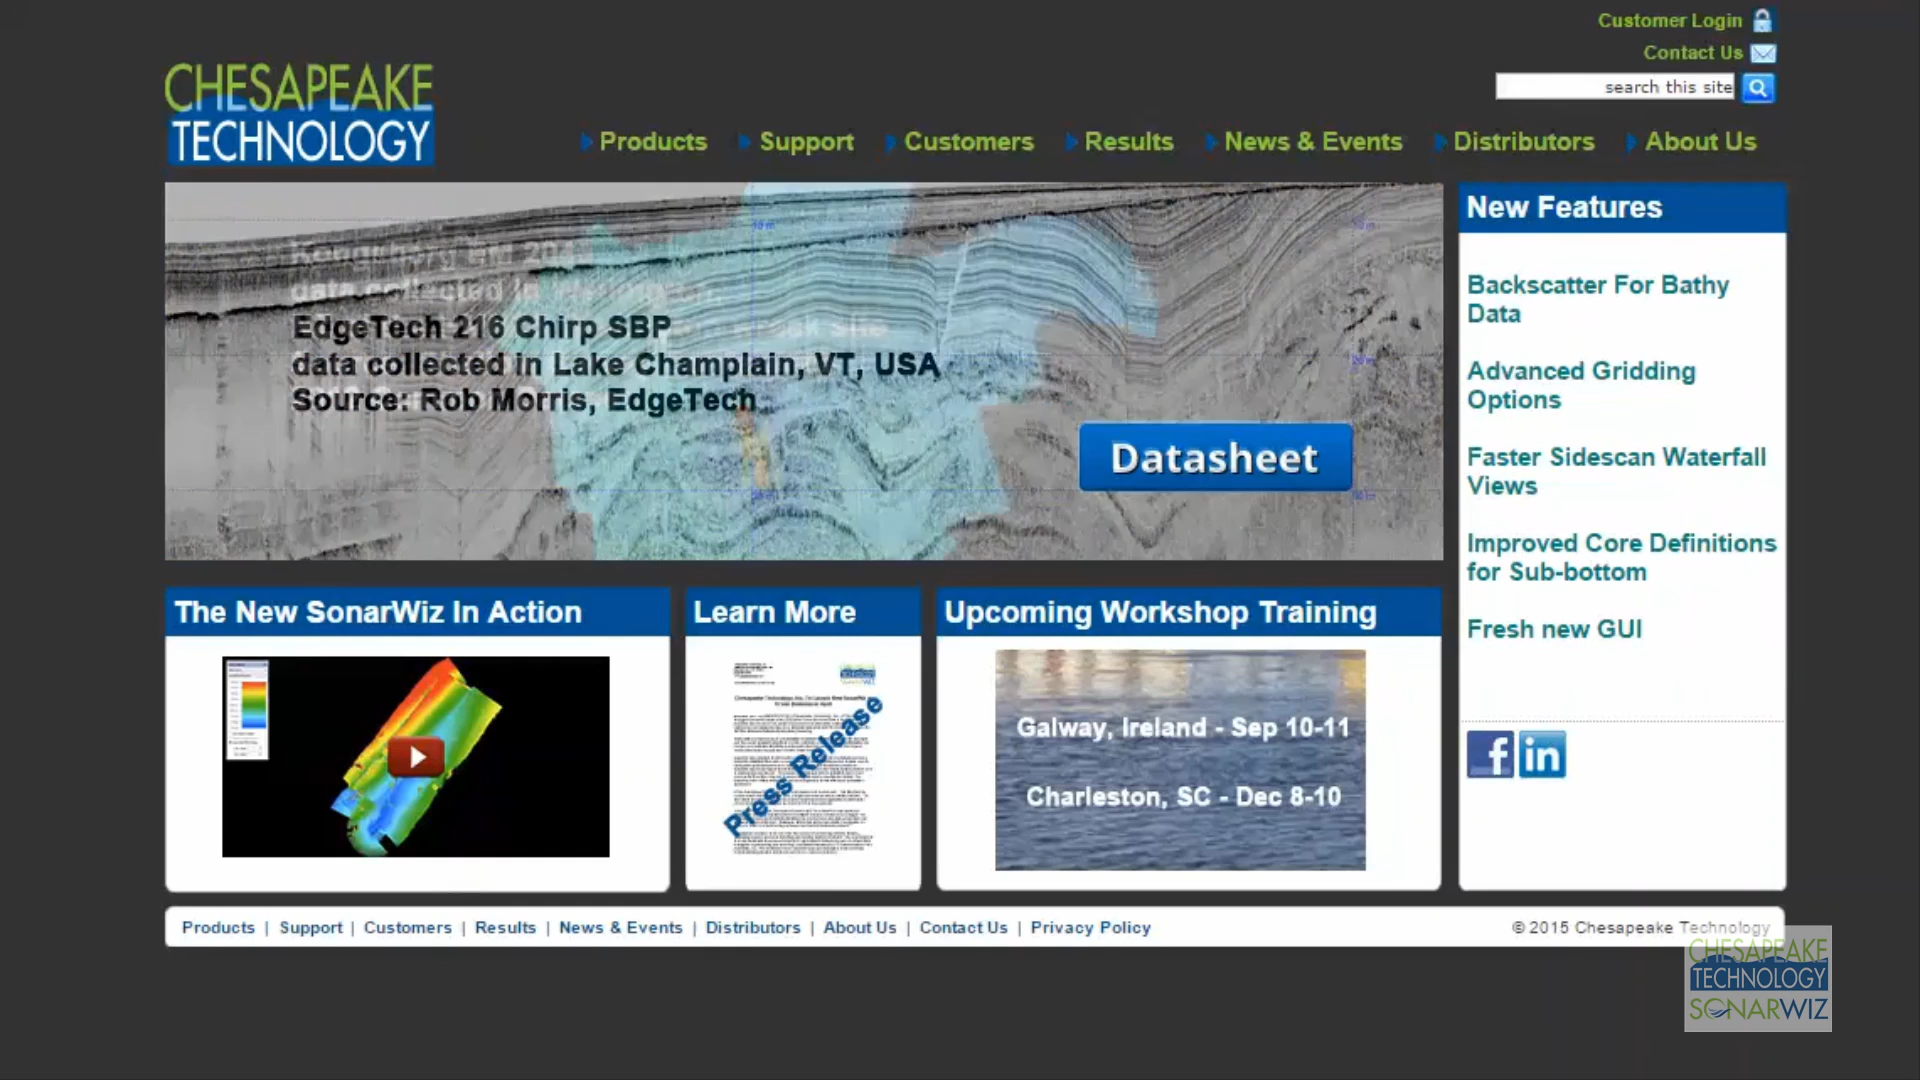 Customer Login
Contact Us
search this site
CHESAPEAKE
TECHNOLOGY
Products
Support
Customers
Results
News & Events
Distributors
About Us
data collected in
EdgeTech 216 Chirp SBP
data collected in Lake Champlain, VT, USA
Source: Rob Morris, EdgeTech
Datasheet
New Features
Backscatter For Bathy
Data
Advanced Gridding
Options
Faster Sidescan Waterfall
Views
Improved Core Definitions
for Sub-bottom
Fresh new GUI
The New SonarWiz In Action
Learn More
Press Release
Upcoming Workshop Training
Galway, Ireland - Sep 10-11
Charleston, SC - Dec 8-10
f
in
Products | Support | Customers | Results | News & Events | Distributors | About Us | Contact Us | Privacy Policy
© 2015 Chesapeake Technology
CHESAPEAKE
TECHNOLOGY
SONARWIZ